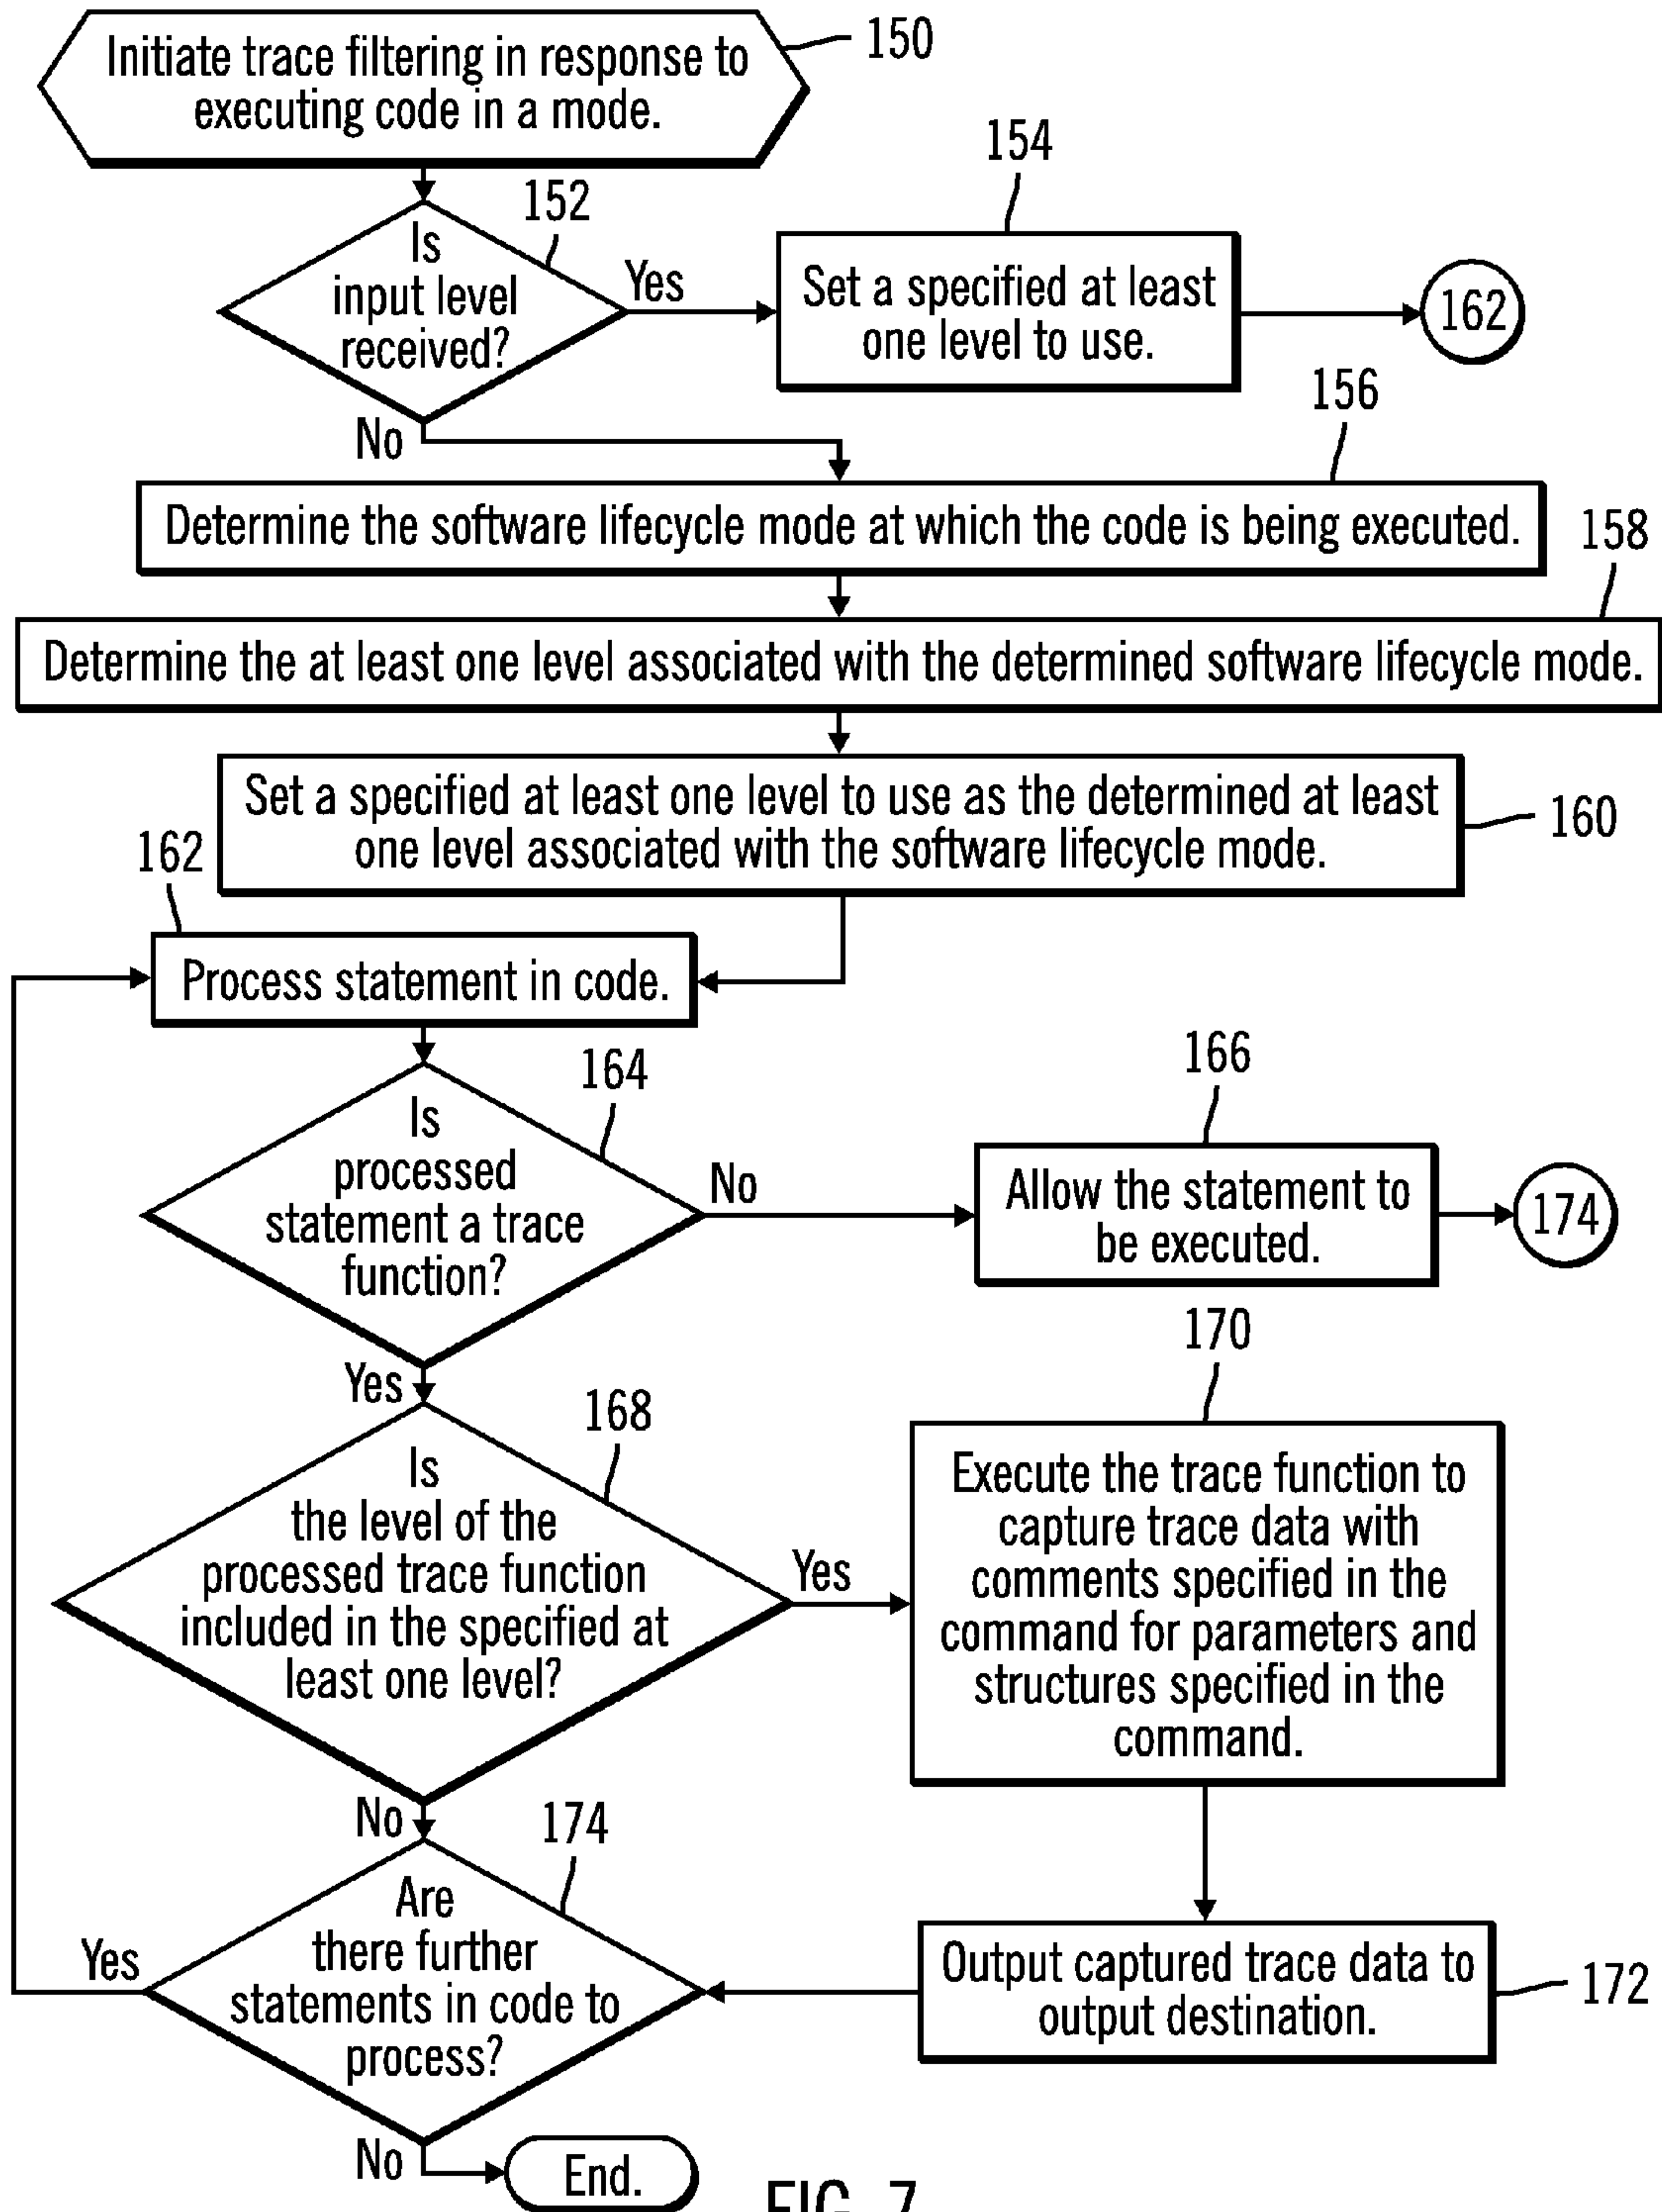 Initiate trace filtering in response to
executing code in a mode.
150
152
Is
input level
received?
Yes
154
Set a specified at least
one level to use.
162
No
156
Determine the software lifecycle mode at which the code is being executed.
158
Determine the at least one level associated with the determined software lifecycle mode.
Set a specified at least one level to use as the determined at least
one level associated with the software lifecycle mode.
160
162
Process statement in code.
164
Is
processed
statement a trace
function?
No
166
Allow the statement to
be executed.
174
Yes
168
Is
the level of the
processed trace function
included in the specified at
least one level?
Yes
170
Execute the trace function to
capture trace data with
comments specified in the
command for parameters and
structures specified in the
command.
No
174
Are
there further
statements in code to
process?
Yes
Output captured trace data to
output destination.
172
No
End.
FIG. 7